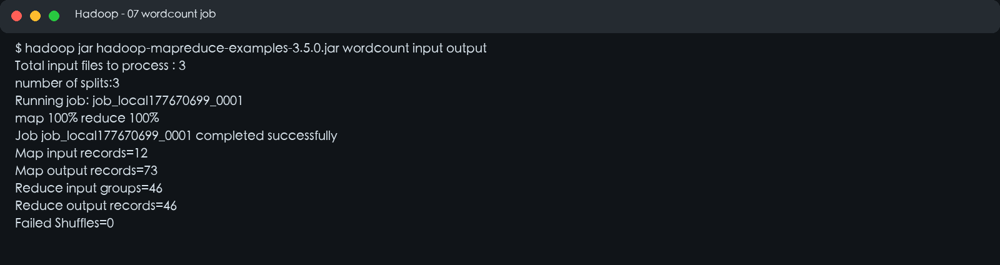 Hadoop - 07 wordcount job
$ hadoop jar hadoop-mapreduce-examples-3.5.0.jar wordcount input output
Total input files to process : 3
number of splits:3
Running job: job_local177670699_0001
map 100% reduce 100%
Job job_local177670699_0001 completed successfully
Map input records=12
Map output records=73
Reduce input groups=46
Reduce output records=46
Failed Shuffles=0